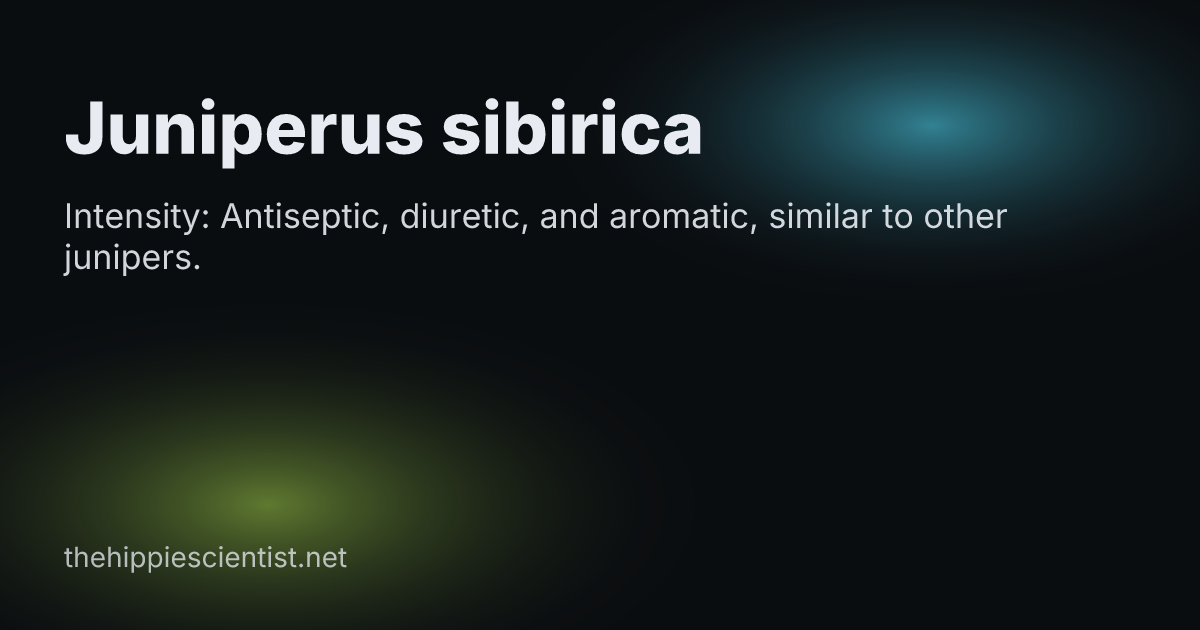 Juniperus sibirica
Intensity: Antiseptic, diuretic, and aromatic, similar to other
junipers.
thehippiescientist.net